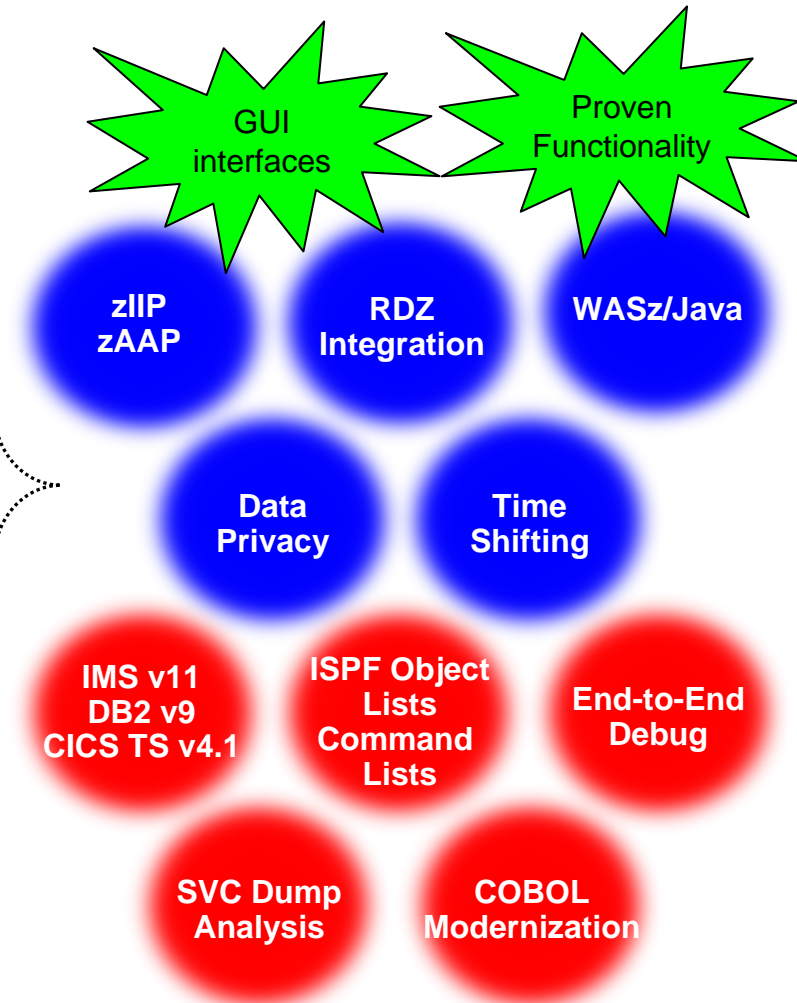 GUI
interfaces
Proven
Functionality
zIIP
zAAP
RDZ
Integration
WASz/Java
Data
Privacy
Time
Shifting
IMS v11
DB2 v9
CICS TS v4.1
ISPF Object
Lists
Command
Lists
End-to-End
Debug
SVC Dump
Analysis
COBOL
Modernization